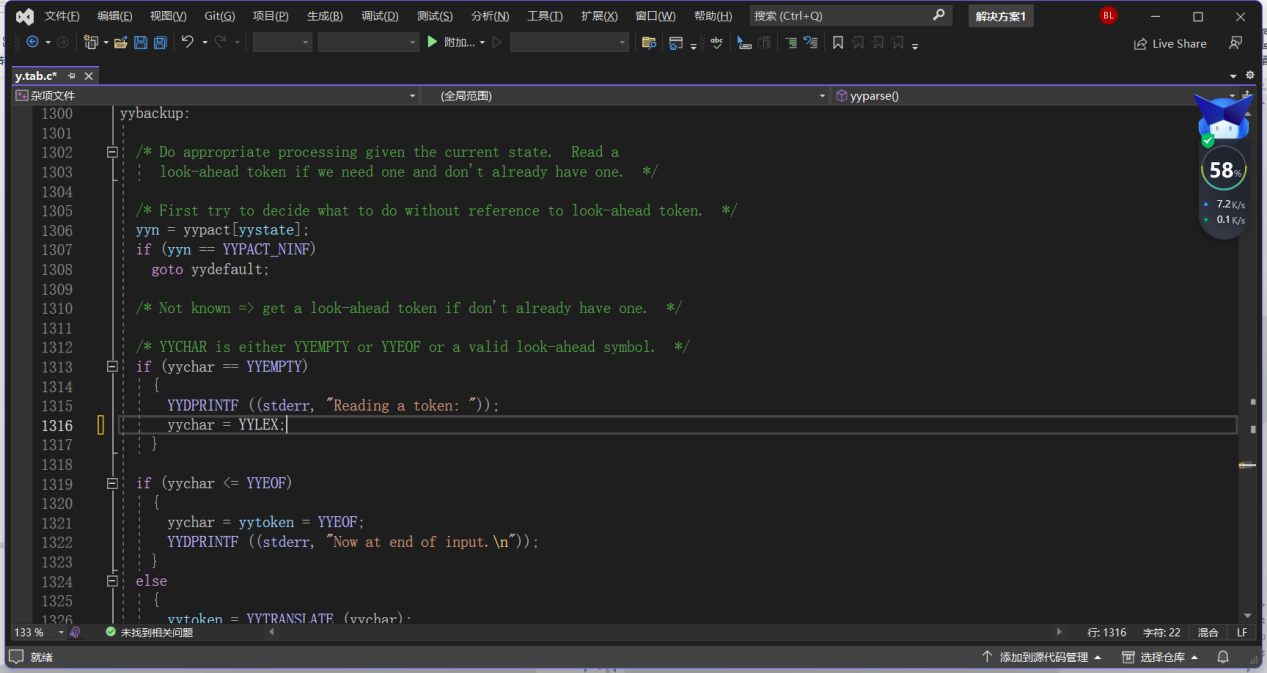 文件(F) 编辑(E) 视图(V) Git(G) 项目(P) 生成(B) 调试(D) 测试(S) 分析(N) 工具(T) 扩展(X) 窗口(W) 帮助(H) 搜索 (Ctrl+Q) 解决方案1 BL
附加... Live Share
y.tab.c*
杂项文件 (全局范围) yyparse()
1300 yybackup:
1301
1302 /* Do appropriate processing given the current state.  Read a
1303 look-ahead token if we need one and don't already have one.  */
1304
1305 /* First try to decide what to do without reference to look-ahead token.  */
1306 yyn = yypact[yystate];
1307 if (yyn == YYPACT_NINF)
1308 goto yydefault;
1309
1310 /* Not known => get a look-ahead token if don't already have one.  */
1311
1312 /* YYCHAR is either YYEMPTY or YYEOF or a valid look-ahead symbol.  */
1313 if (yychar == YYEMPTY)
1314 {
1315 YYDPRINTF ((stderr, "Reading a token: "));
1316 yychar = YYLEX;
1317 }
1318
1319 if (yychar <= YYEOF)
1320 {
1321 yychar = yytoken = YYEOF;
1322 YYDPRINTF ((stderr, "Now at end of input.\n"));
1323 }
1324 else
1325 {
1326 yytoken = YYTRANSLATE (yychar);
58%
7.2K/s
0.1K/s
133 % 未找到相关问题 行: 1316 字符: 22 混合 LF
就绪 添加到源代码管理 选择仓库